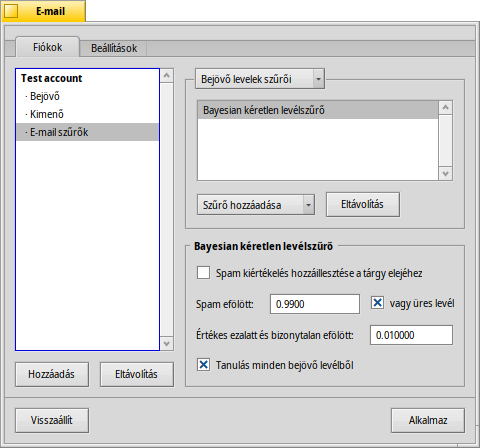 E-mail
Fiókok
Beállítások
Test account
· Bejövő
· Kimenő
· E-mail szűrők
Hozzáadás
Eltávolítás
Bejövő levelek szűrői
Bayesian kéretlen levélszűrő
Szűrő hozzáadása
Eltávolítás
Bayesian kéretlen levélszűrő
Spam kiértékelés hozzáillesztése a tárgy elejéhez
Spam efölött:
0.9900
vagy üres levél
Értékes ezalatt és bizonytalan efölött:
0.010000
Tanulás minden bejövő levélből
Visszaállít
Alkalmaz